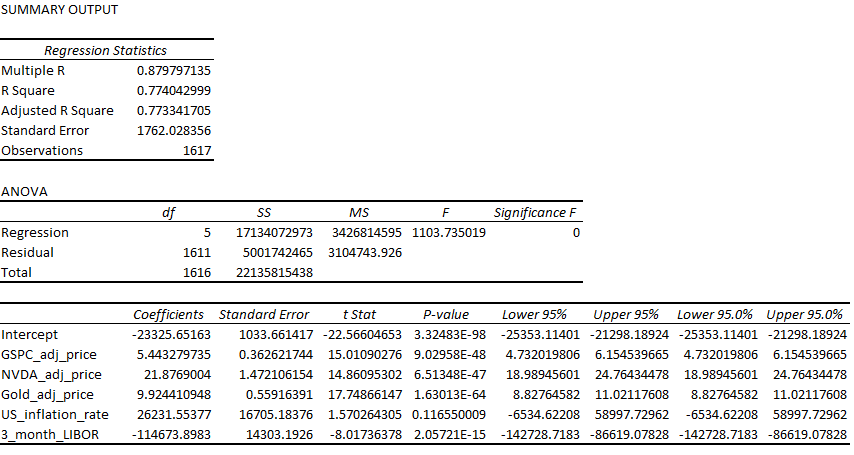 SUMMARY OUTPUT
Regression Statistics
Multiple R 0.879797135
R Square 0.774042999
Adjusted R Square 0.773341705
Standard Error 1762.028356
Observations 1617
ANOVA
df SS MS F Significance F
Regression 5 17134072973 3426814595 1103.735019 0
Residual 1611 5001742465 3104743.926
Total 1616 22135815438
Coefficients Standard Error t Stat P-value Lower 95% Upper 95% Lower 95.0% Upper 95.0%
Intercept -23325.65163 1033.661417 -22.56604653 3.32483E-98 -25353.11401 -21298.18924 -25353.11401 -21298.18924
GSPC_adj_price 5.443279735 0.362621744 15.01090276 9.02958E-48 4.732019806 6.154539665 4.732019806 6.154539665
NVDA_adj_price 21.8769004 1.472106154 14.86095302 6.51348E-47 18.98945601 24.76434478 18.98945601 24.76434478
Gold_adj_price 9.924410948 0.55916391 17.74866147 1.63013E-64 8.82764582 11.02117608 8.82764582 11.02117608
US_inflation_rate 26231.55377 16705.18376 1.570264305 0.116550009 -6534.62208 58997.72962 -6534.62208 58997.72962
3_month_LIBOR -114673.8983 14303.1926 -8.01736378 2.05721E-15 -142728.7183 -86619.07828 -142728.7183 -86619.07828